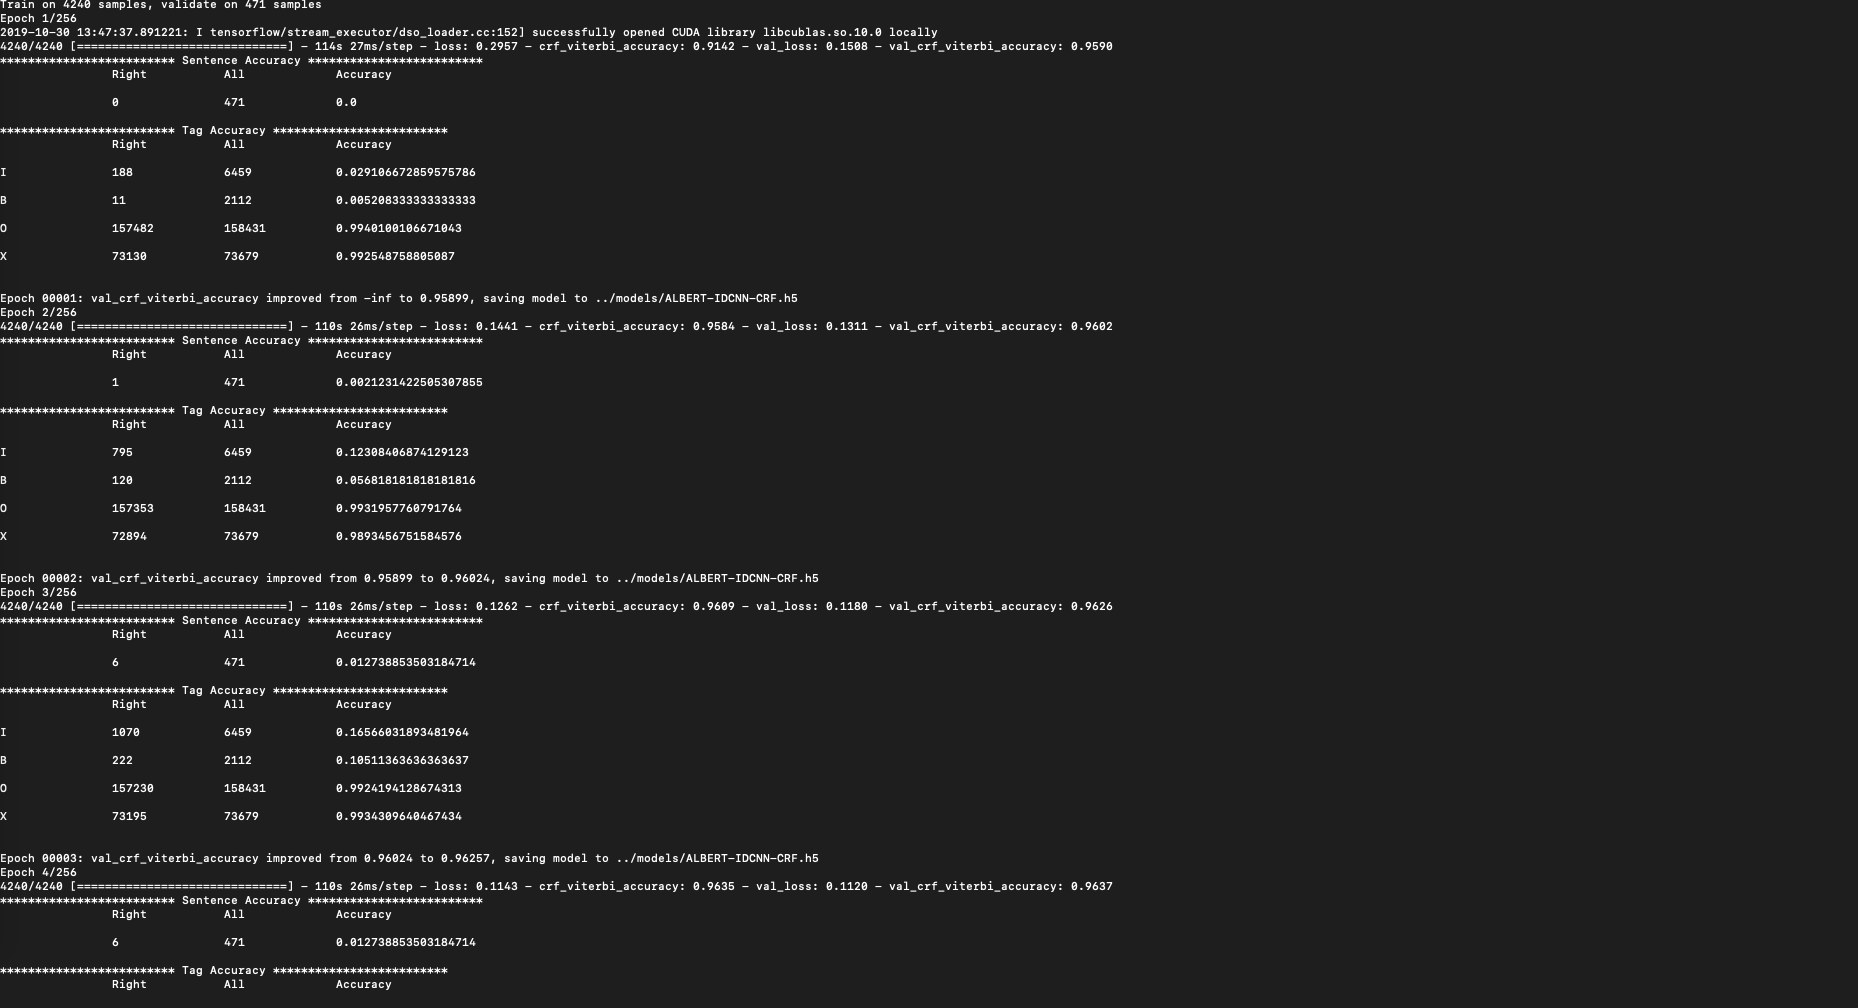 Train on 4240 samples, validate on 471 samples
Epoch 1/256
2019-10-30 13:47:37.891221: I tensorflow/stream_executor/dso_loader.cc:152] successfully opened CUDA library libcublas.so.10.0 locally
4240/4240 [==============================] - 114s 27ms/step - loss: 0.2957 - crf_viterbi_accuracy: 0.9142 - val_loss: 0.1508 - val_crf_viterbi_accuracy: 0.9590
************************* Sentence Accuracy *************************
Right All Accuracy
0 471 0.0
************************* Tag Accuracy *************************
Right All Accuracy
I 188 6459 0.029106672859575786
B 11 2112 0.005208333333333333
O 157482 158431 0.9940100106671043
X 73130 73679 0.992548758805087
Epoch 00001: val_crf_viterbi_accuracy improved from -inf to 0.95899, saving model to ../models/ALBERT-IDCNN-CRF.h5
Epoch 2/256
4240/4240 [==============================] - 110s 26ms/step - loss: 0.1441 - crf_viterbi_accuracy: 0.9584 - val_loss: 0.1311 - val_crf_viterbi_accuracy: 0.9602
************************* Sentence Accuracy *************************
Right All Accuracy
1 471 0.0021231422505307855
************************* Tag Accuracy *************************
Right All Accuracy
I 795 6459 0.12308406874129123
B 120 2112 0.056818181818181816
O 157353 158431 0.9931957760791764
X 72894 73679 0.9893456751584576
Epoch 00002: val_crf_viterbi_accuracy improved from 0.95899 to 0.96024, saving model to ../models/ALBERT-IDCNN-CRF.h5
Epoch 3/256
4240/4240 [==============================] - 110s 26ms/step - loss: 0.1262 - crf_viterbi_accuracy: 0.9609 - val_loss: 0.1180 - val_crf_viterbi_accuracy: 0.9626
************************* Sentence Accuracy *************************
Right All Accuracy
6 471 0.012738853503184714
************************* Tag Accuracy *************************
Right All Accuracy
I 1070 6459 0.16566031893481964
B 222 2112 0.10511363636363637
O 157230 158431 0.9924194128674313
X 73195 73679 0.9934309640467434
Epoch 00003: val_crf_viterbi_accuracy improved from 0.96024 to 0.96257, saving model to ../models/ALBERT-IDCNN-CRF.h5
Epoch 4/256
4240/4240 [==============================] - 110s 26ms/step - loss: 0.1143 - crf_viterbi_accuracy: 0.9635 - val_loss: 0.1120 - val_crf_viterbi_accuracy: 0.9637
************************* Sentence Accuracy *************************
Right All Accuracy
6 471 0.012738853503184714
************************* Tag Accuracy *************************
Right All Accuracy